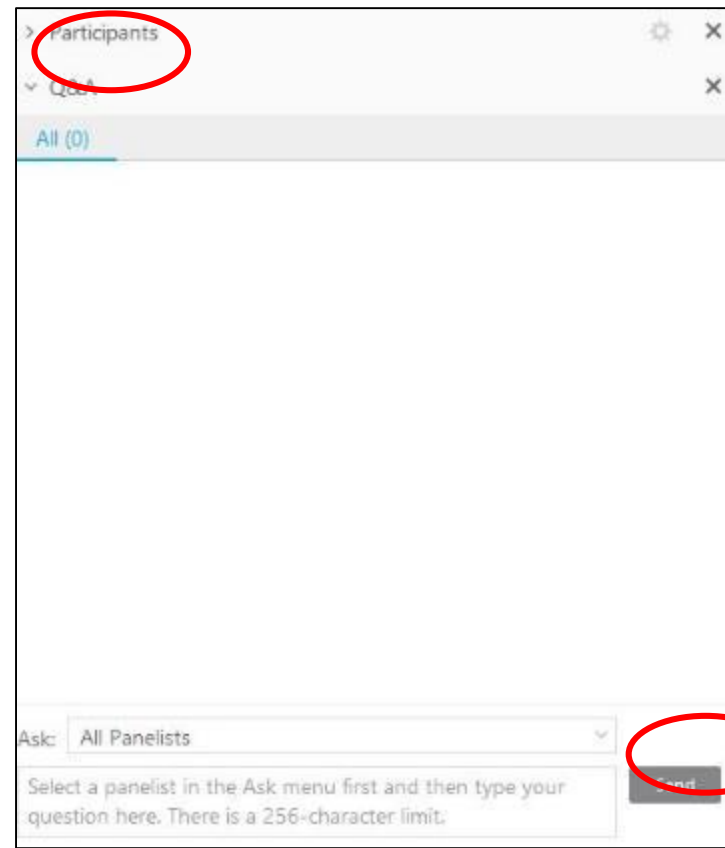 Participants
Q&A
All (0)
Ask: All Panelists
Select a panelist in the Ask menu first and then type your
question here. There is a 256-character limit.
Send